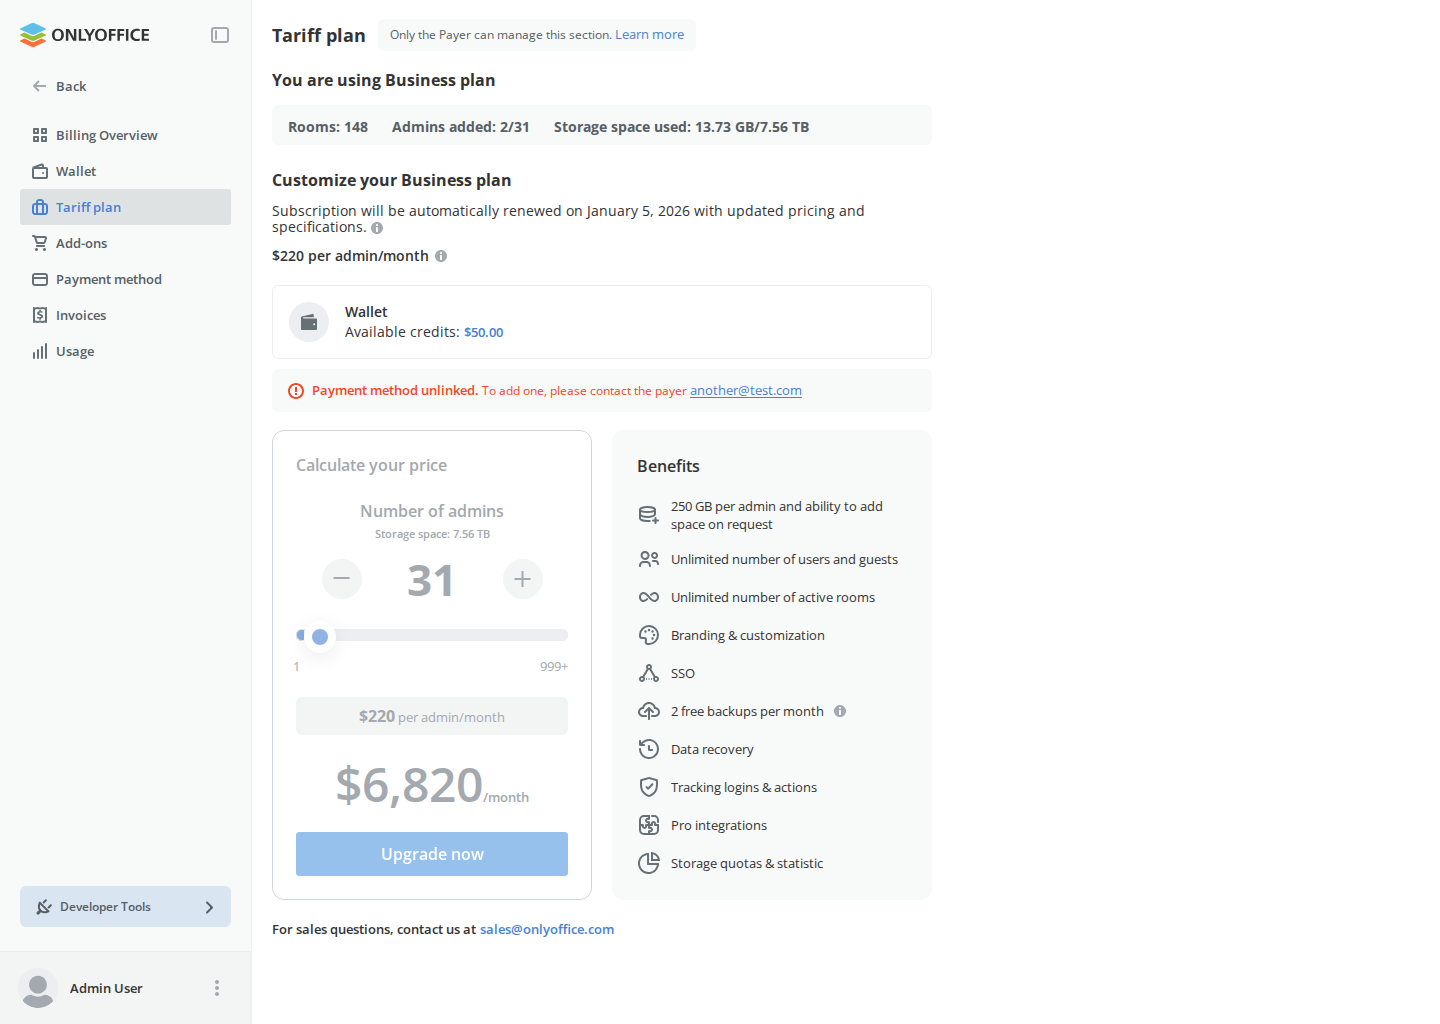 ONLYOFFICE
Back
Billing Overview
Wallet
Tariff plan
Add-ons
Payment method
Invoices
Usage
Developer Tools
Admin User
Tariff plan
Only the Payer can manage this section. Learn more
You are using Business plan
Rooms: 148 Admins added: 2/31 Storage space used: 13.73 GB/7.56 TB
Customize your Business plan
Subscription will be automatically renewed on January 5, 2026 with updated pricing and
specifications.
$220 per admin/month
Wallet
Available credits: $50.00
Payment method unlinked. To add one, please contact the payer another@test.com
Calculate your price
Number of admins
Storage space: 7.56 TB
31
1 999+
$220 per admin/month
$6,820/month
Upgrade now
Benefits
250 GB per admin and ability to add
space on request
Unlimited number of users and guests
Unlimited number of active rooms
Branding & customization
SSO
2 free backups per month
Data recovery
Tracking logins & actions
Pro integrations
Storage quotas & statistic
For sales questions, contact us at sales@onlyoffice.com